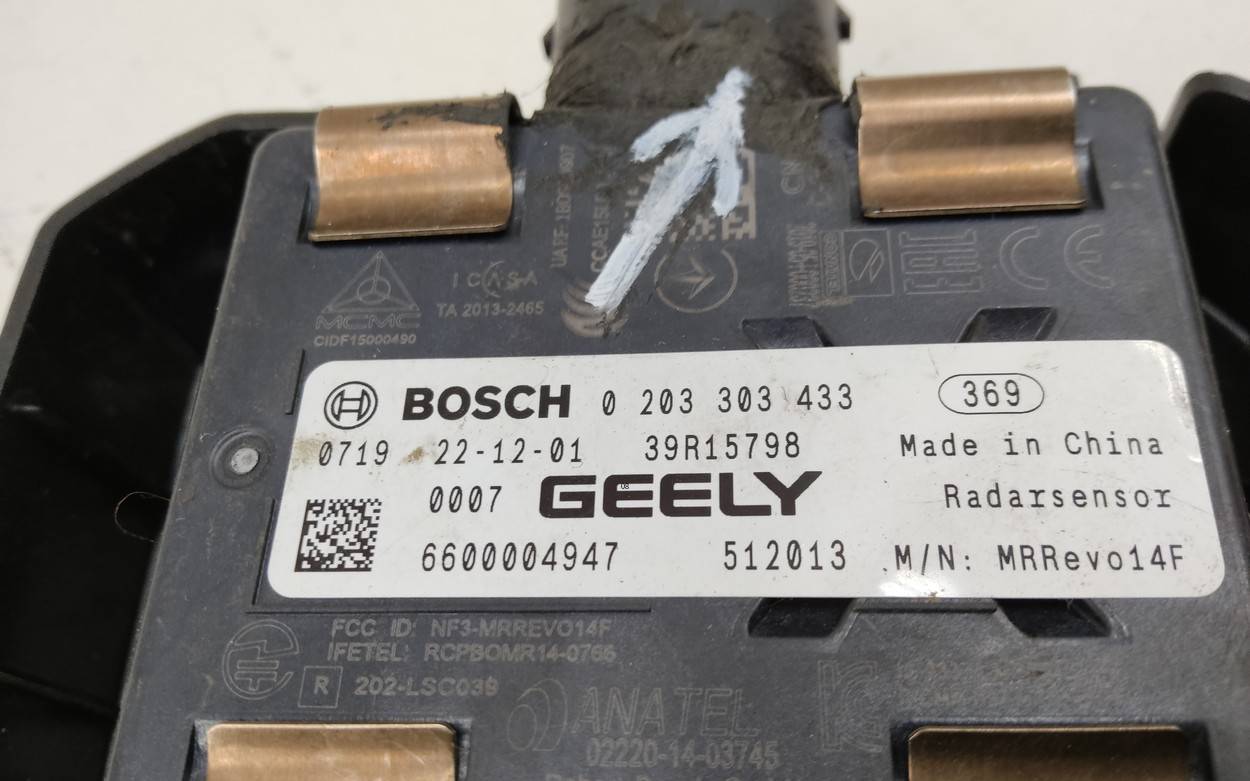 ICASA
TA 2013-2465
MCMC
CIDF15000490
EAC
CE
BOSCH 0 203 303 433 369
0719 22-12-01 39R15798 Made in China
0007 GEELY Radarsensor
6600004947 512013 M/N: MRRevo14F
FCC ID: NF3-MRREVO14F
IFETEL: RCPBOMR14-0766
R 202-LSC039
ANATEL
02220-14-03745